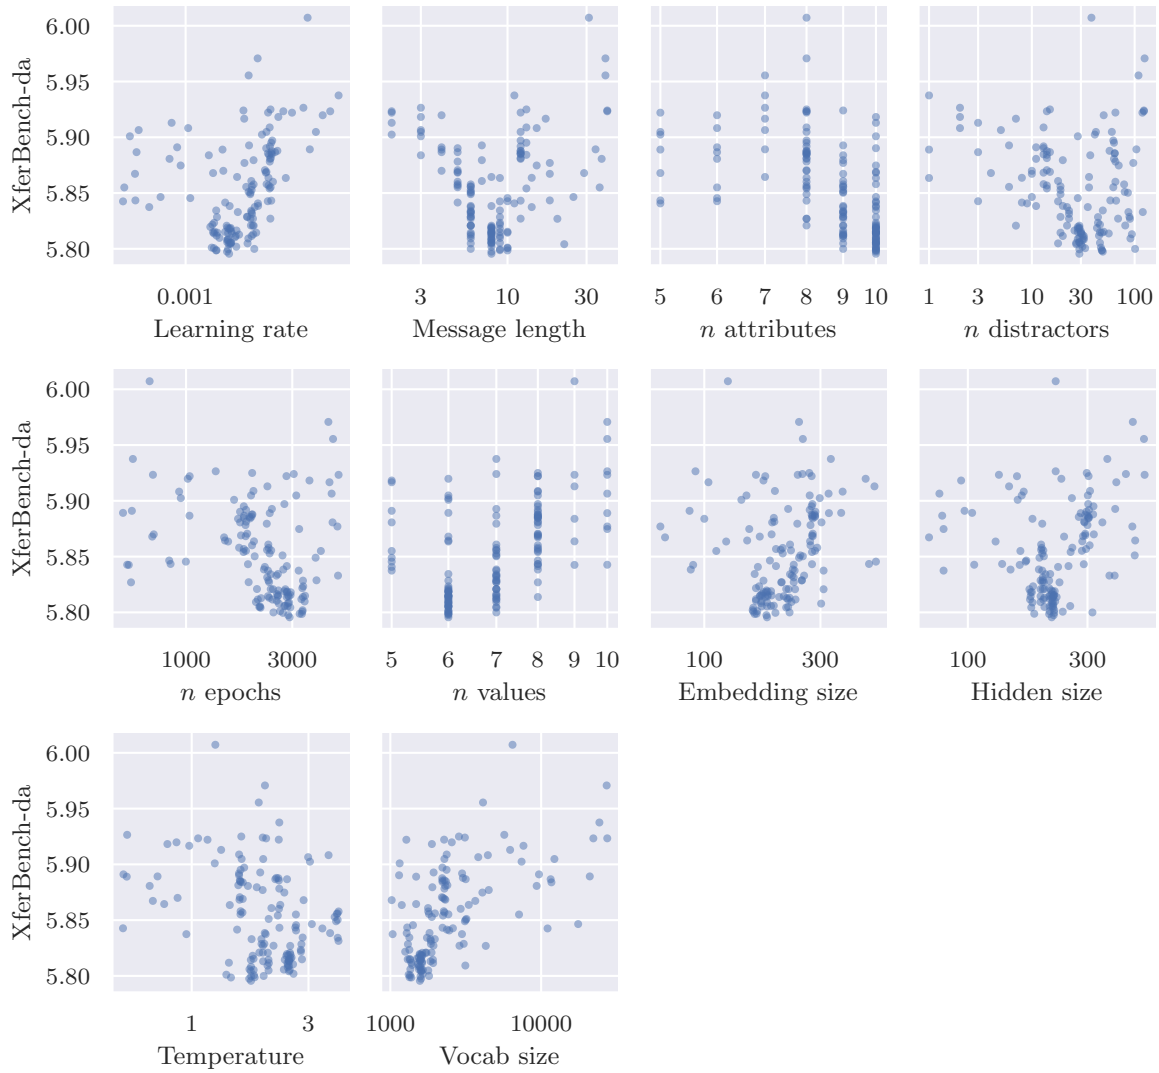 6.00
5.95
5.90
5.85
5.80
XferBench-da
0.001
Learning rate
3 10 30
Message length
5 6 7 8 9 10
n attributes
1 3 10 30 100
n distractors
6.00
5.95
5.90
5.85
5.80
XferBench-da
1000 3000
n epochs
5 6 7 8 9 10
n values
100 300
Embedding size
100 300
Hidden size
6.00
5.95
5.90
5.85
5.80
XferBench-da
1 3
Temperature
1000 10000
Vocab size